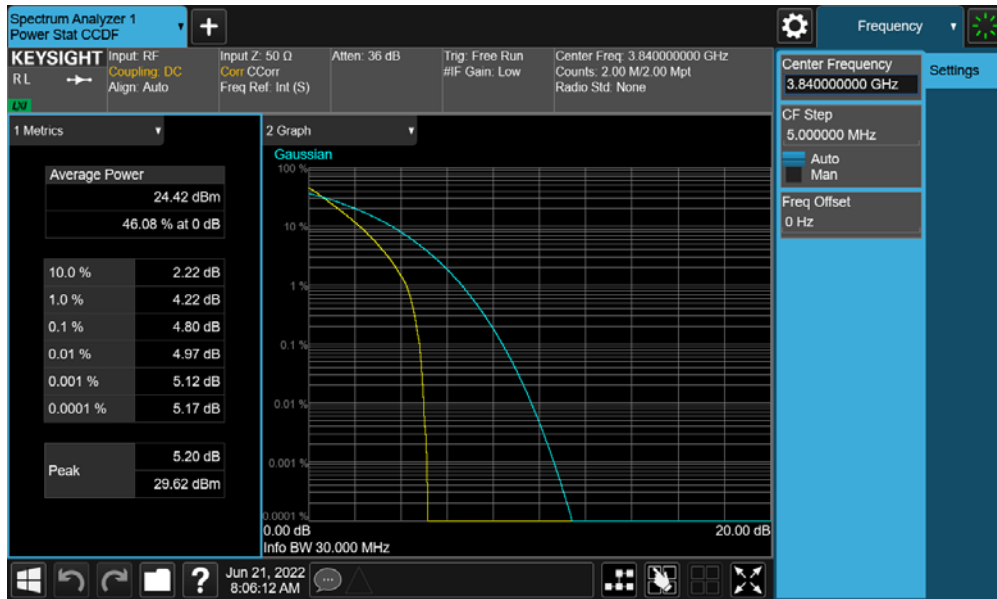 Spectrum Analyzer 1
Power Stat CCDF
+
Frequency
KEYSIGHT
RL
LXI
Input: RF
Coupling: DC
Align: Auto
Input Z: 50 Ω
Corr CCorr
Freq Ref: Int (S)
Atten: 36 dB
Trig: Free Run
#IF Gain: Low
Center Freq: 3.840000000 GHz
Counts: 2.00 M/2.00 Mpt
Radio Std: None
Center Frequency
3.840000000 GHz
Settings
CF Step
5.000000 MHz
Auto
Man
Freq Offset
0 Hz
1 Metrics
Average Power
24.42 dBm
46.08 % at 0 dB
10.0 % 2.22 dB
1.0 % 4.22 dB
0.1 % 4.80 dB
0.01 % 4.97 dB
0.001 % 5.12 dB
0.0001 % 5.17 dB
Peak
5.20 dB
29.62 dBm
2 Graph
Gaussian
100 %
10 %
1 %
0.1 %
0.01 %
0.001 %
0.0001 %
0.00 dB 20.00 dB
Info BW 30.000 MHz
?
Jun 21, 2022
8:06:12 AM